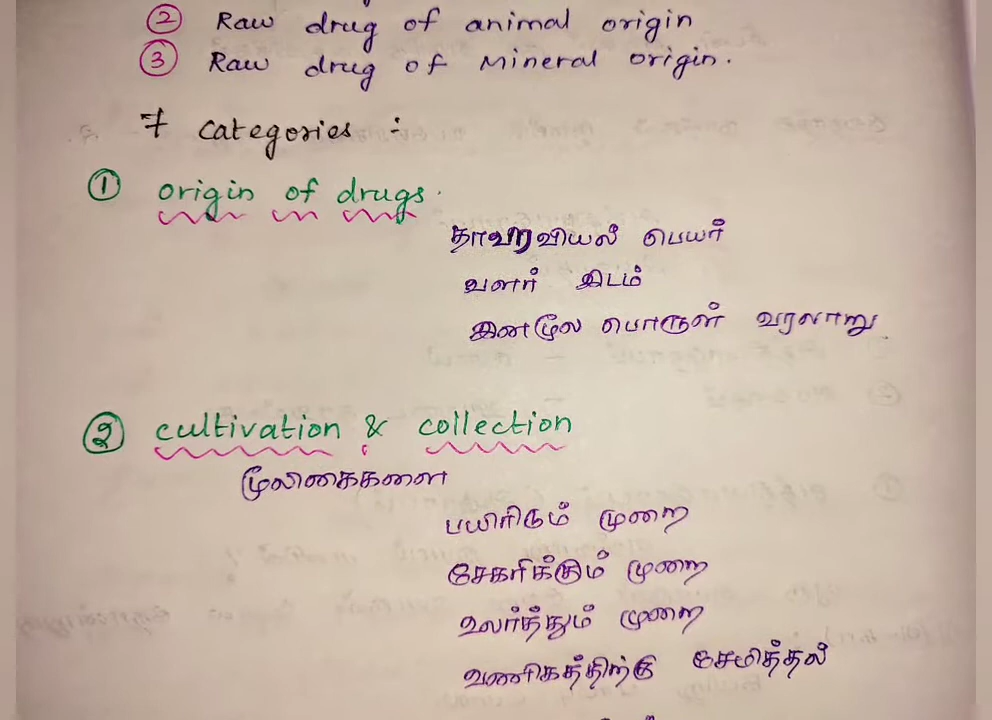 ② Raw drug of animal origin
③ Raw drug of Mineral origin.
7 categories :
① origin of drugs.
தாவரவியல் பெயர்
வளர் இடம்
இனமூல பொருள் வரலாறு
② cultivation & collection
மூலிகைகளை
பயிரிடும் முறை
சேகரிக்கும் முறை
உலர்த்தும் முறை
வணிகத்திற்கு சேமித்தல்